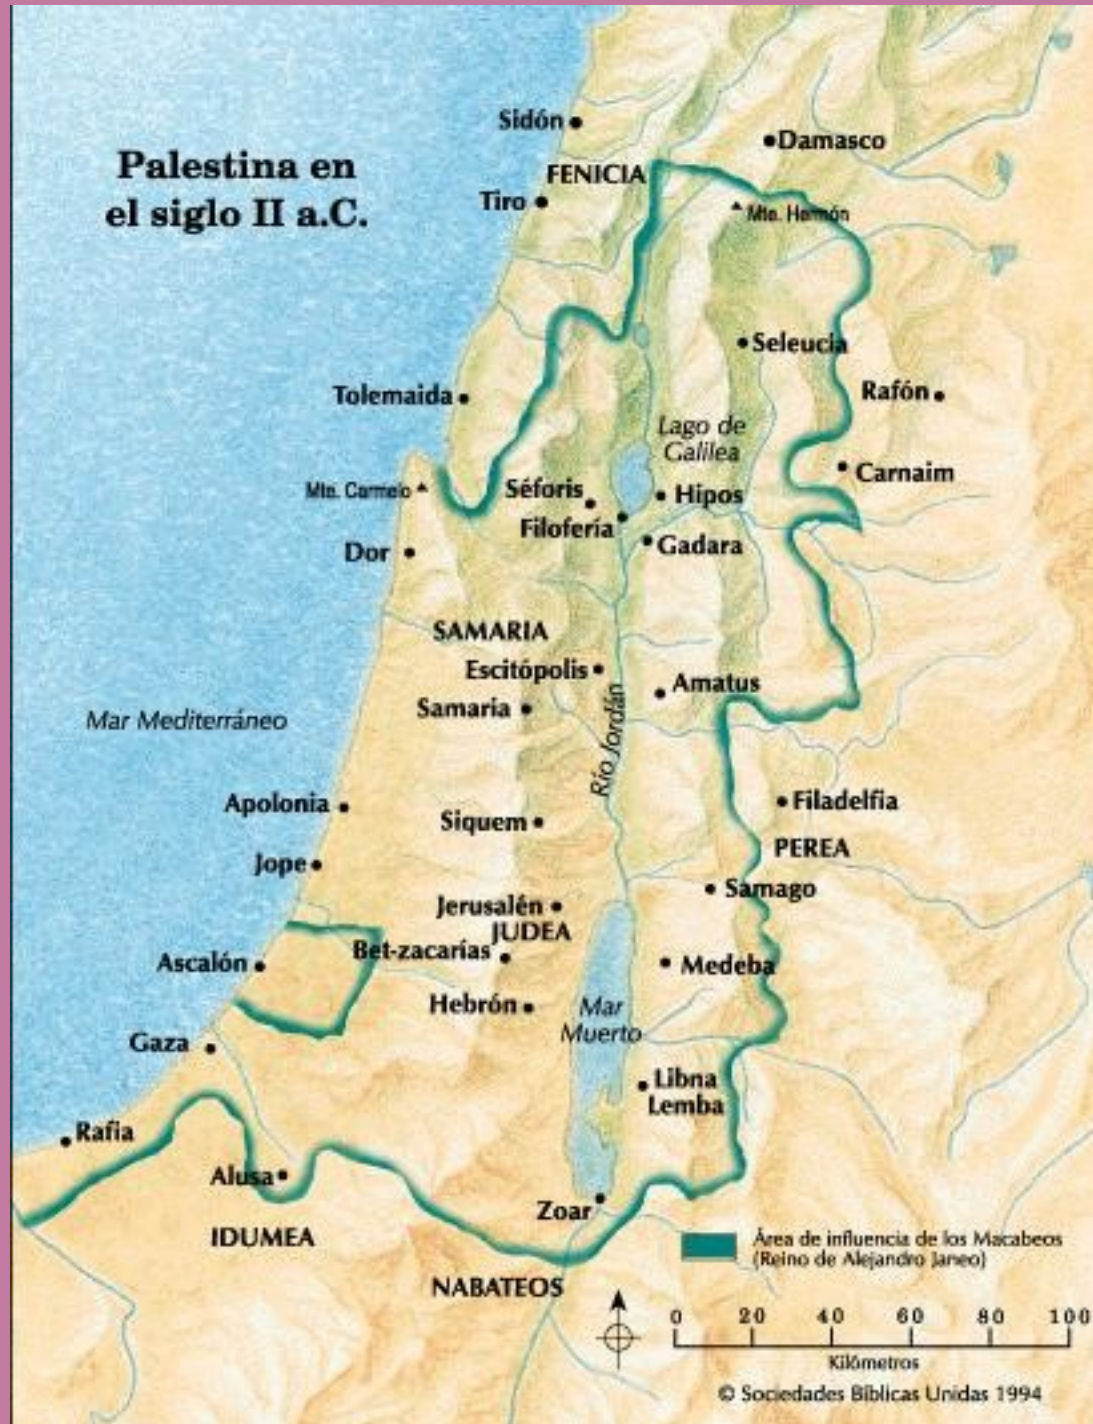 Palestina en
el siglo II a.C.
Sidón
Damasco
FENICIA
Tiro
Mte. Hermón
Seleucia
Tolemaida
Rafón
Lago de
Galilea
Carnaim
Mte. Carmelo
Séforis
Hipos
Filofería
Gadara
Dor
SAMARIA
Escitópolis
Amatus
Samaria
Mar Mediterráneo
Río Jordán
Apolonia
Filadelfia
Siquem
PEREA
Jope
Samago
Jerusalén
JUDEA
Bet-zacarías
Ascalón
Medeba
Hebrón
Mar
Muerto
Gaza
Libna
Lemba
Rafia
Alusa
Zoar
IDUMEA
Área de influencia de los Macabeos
(Reino de Alejandro Janeo)
NABATEOS
0 20 40 60 80 100
Kilómetros
© Sociedades Bíblicas Unidas 1994